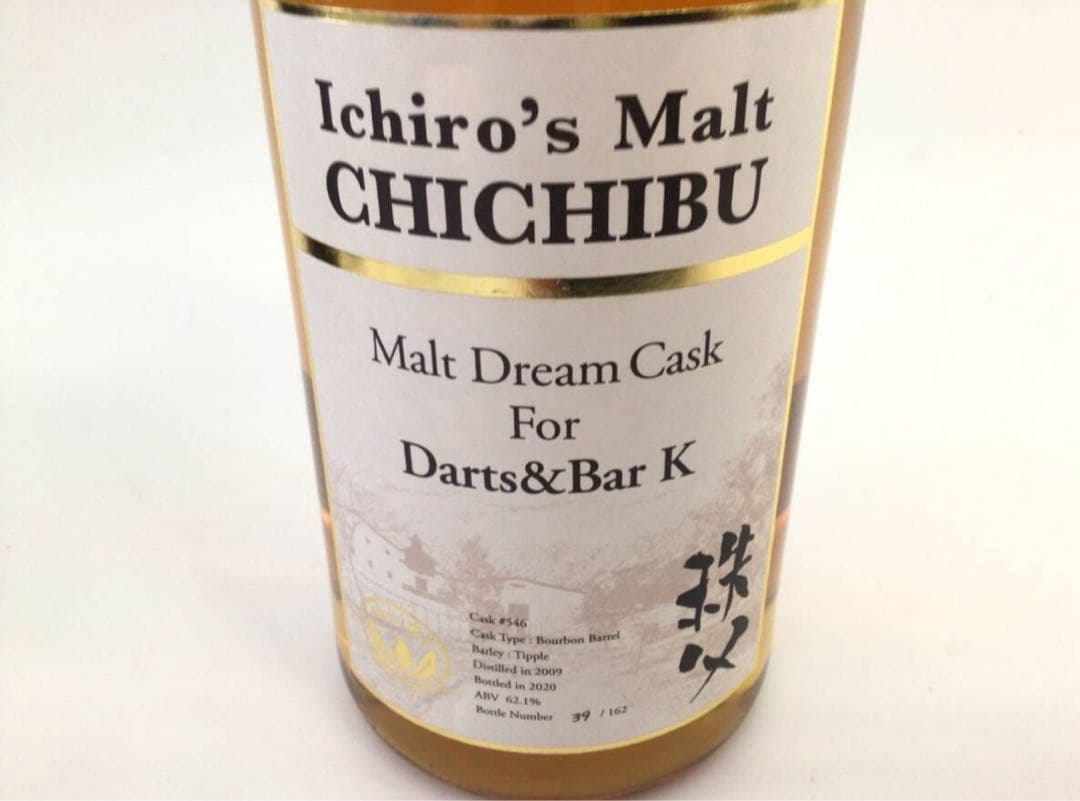 Ichiro's Malt
CHICHIBU
Malt Dream Cask
For
Darts&Bar K
秩父
Cask #546
Cask Type : Bourbon Barrel
Barley : Tipple
Distilled in 2009
Bottled in 2020
ABV 62.1%
Bottle Number 39 / 162